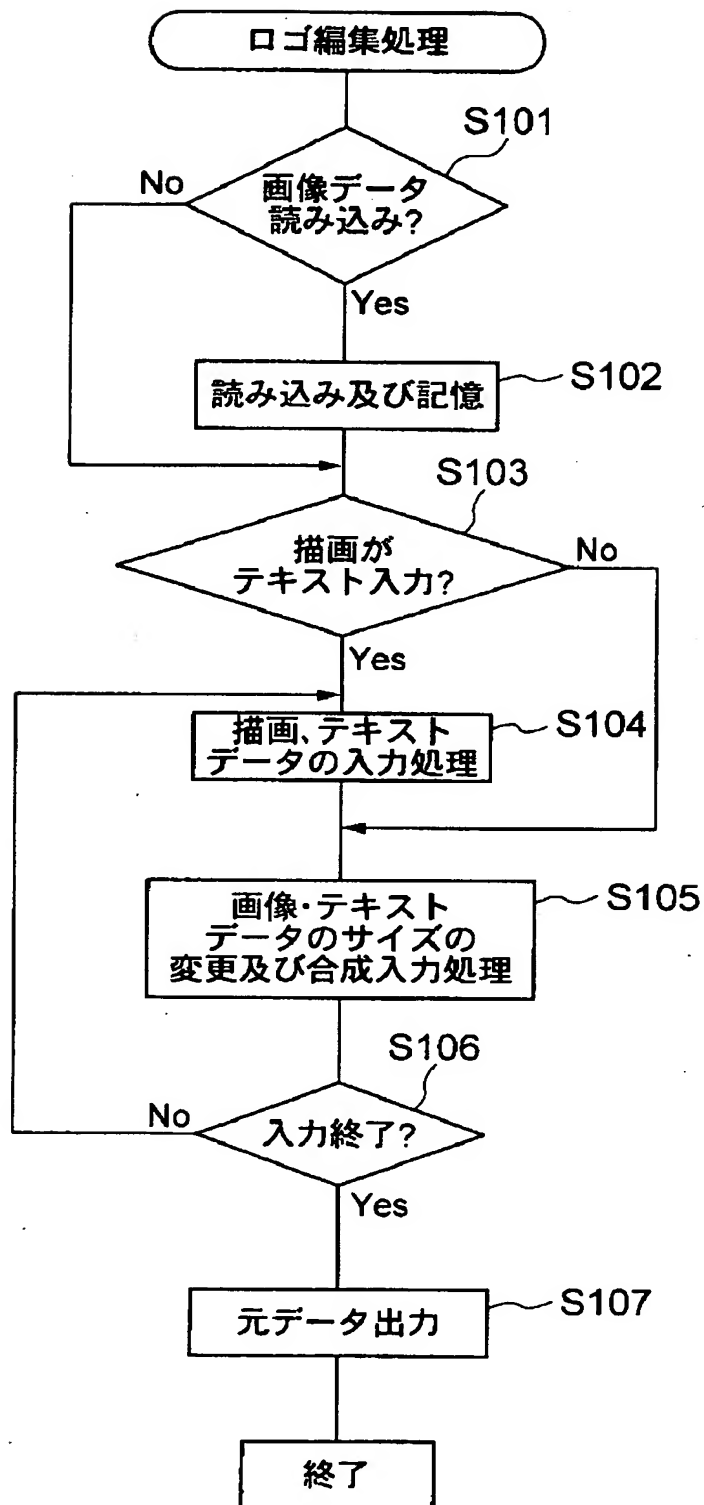 ロゴ編集処理
S101
No
画像データ
読み込み?
Yes
読み込み及び記憶
S102
S103
描画が
テキスト入力?
No
Yes
描画、テキスト
データの入力処理
S104
画像・テキスト
データのサイズの
変更及び合成入力処理
S105
S106
No
入力終了?
Yes
元データ出力
S107
終了